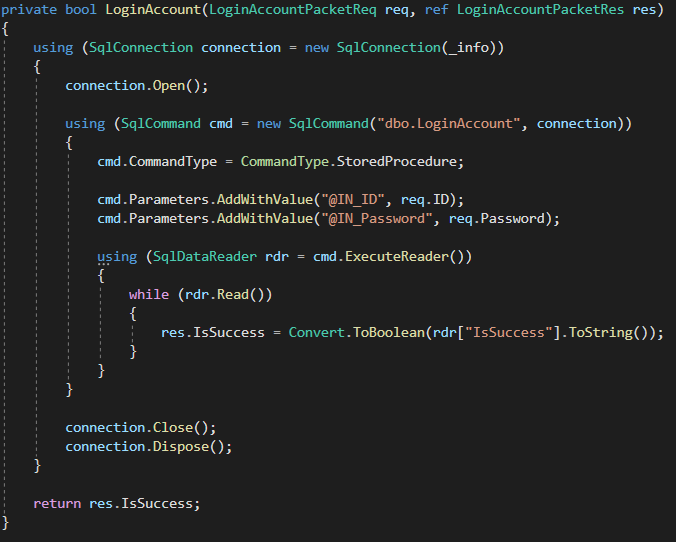 private bool LoginAccount(LoginAccountPacketReq req, ref LoginAccountPacketRes res)
{
    using (SqlConnection connection = new SqlConnection(_info))
    {
        connection.Open();

        using (SqlCommand cmd = new SqlCommand("dbo.LoginAccount", connection))
        {
            cmd.CommandType = CommandType.StoredProcedure;

            cmd.Parameters.AddWithValue("@IN_ID", req.ID);
            cmd.Parameters.AddWithValue("@IN_Password", req.Password);

            using (SqlDataReader rdr = cmd.ExecuteReader())
            {
                while (rdr.Read())
                {
                    res.IsSuccess = Convert.ToBoolean(rdr["IsSuccess"].ToString());
                }
            }
        }

        connection.Close();
        connection.Dispose();
    }

    return res.IsSuccess;
}